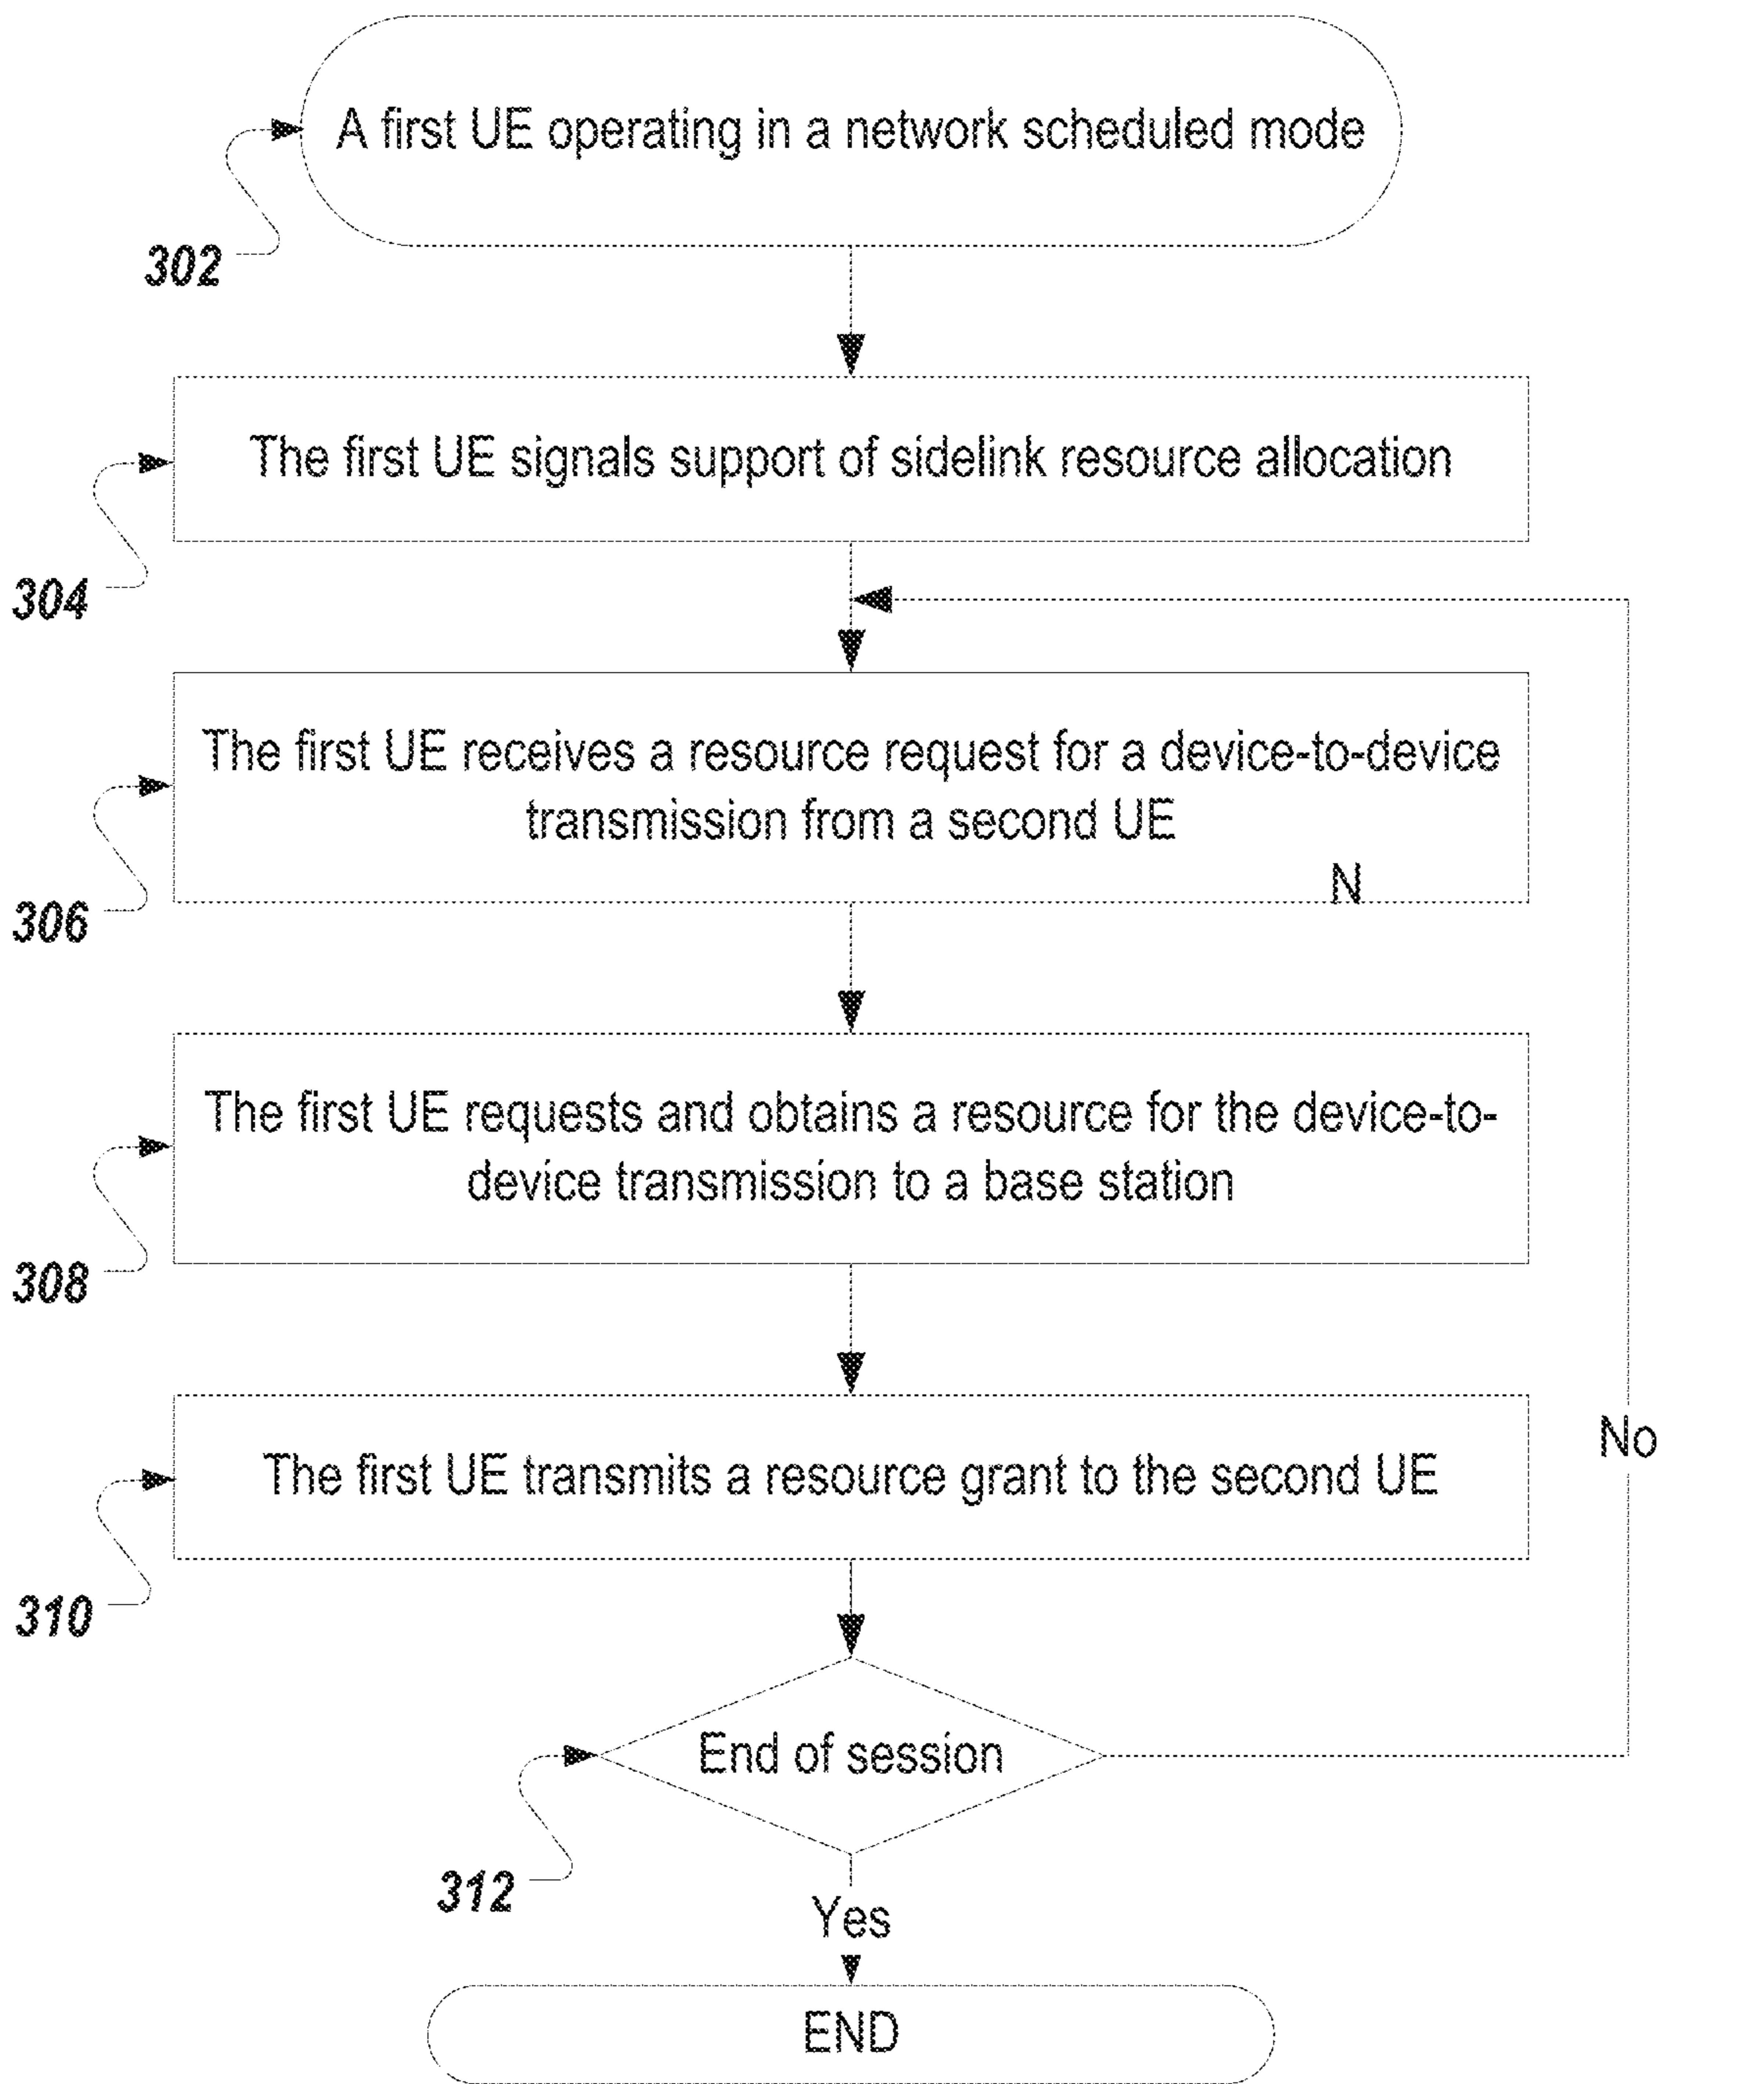 A first UE operating in a network scheduled mode
302
The first UE signals support of sidelink resource allocation
304
The first UE receives a resource request for a device-to-device
transmission from a second UE
N
306
The first UE requests and obtains a resource for the device-to-
device transmission to a base station
308
The first UE transmits a resource grant to the second UE
No
310
End of session
312
Yes
END